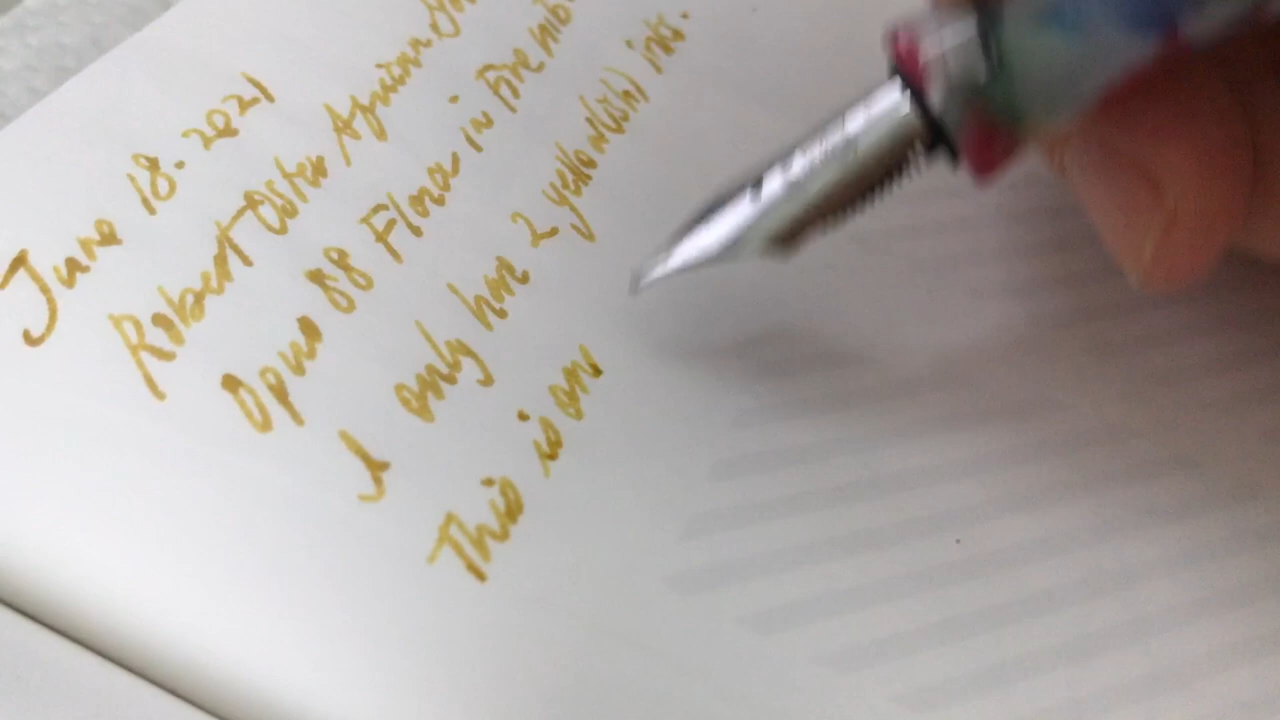 June 18. 2021
Robert Oster
Opus 88 Flora in Fine nib
I only have 2 yellow(ish) inks.
This is one